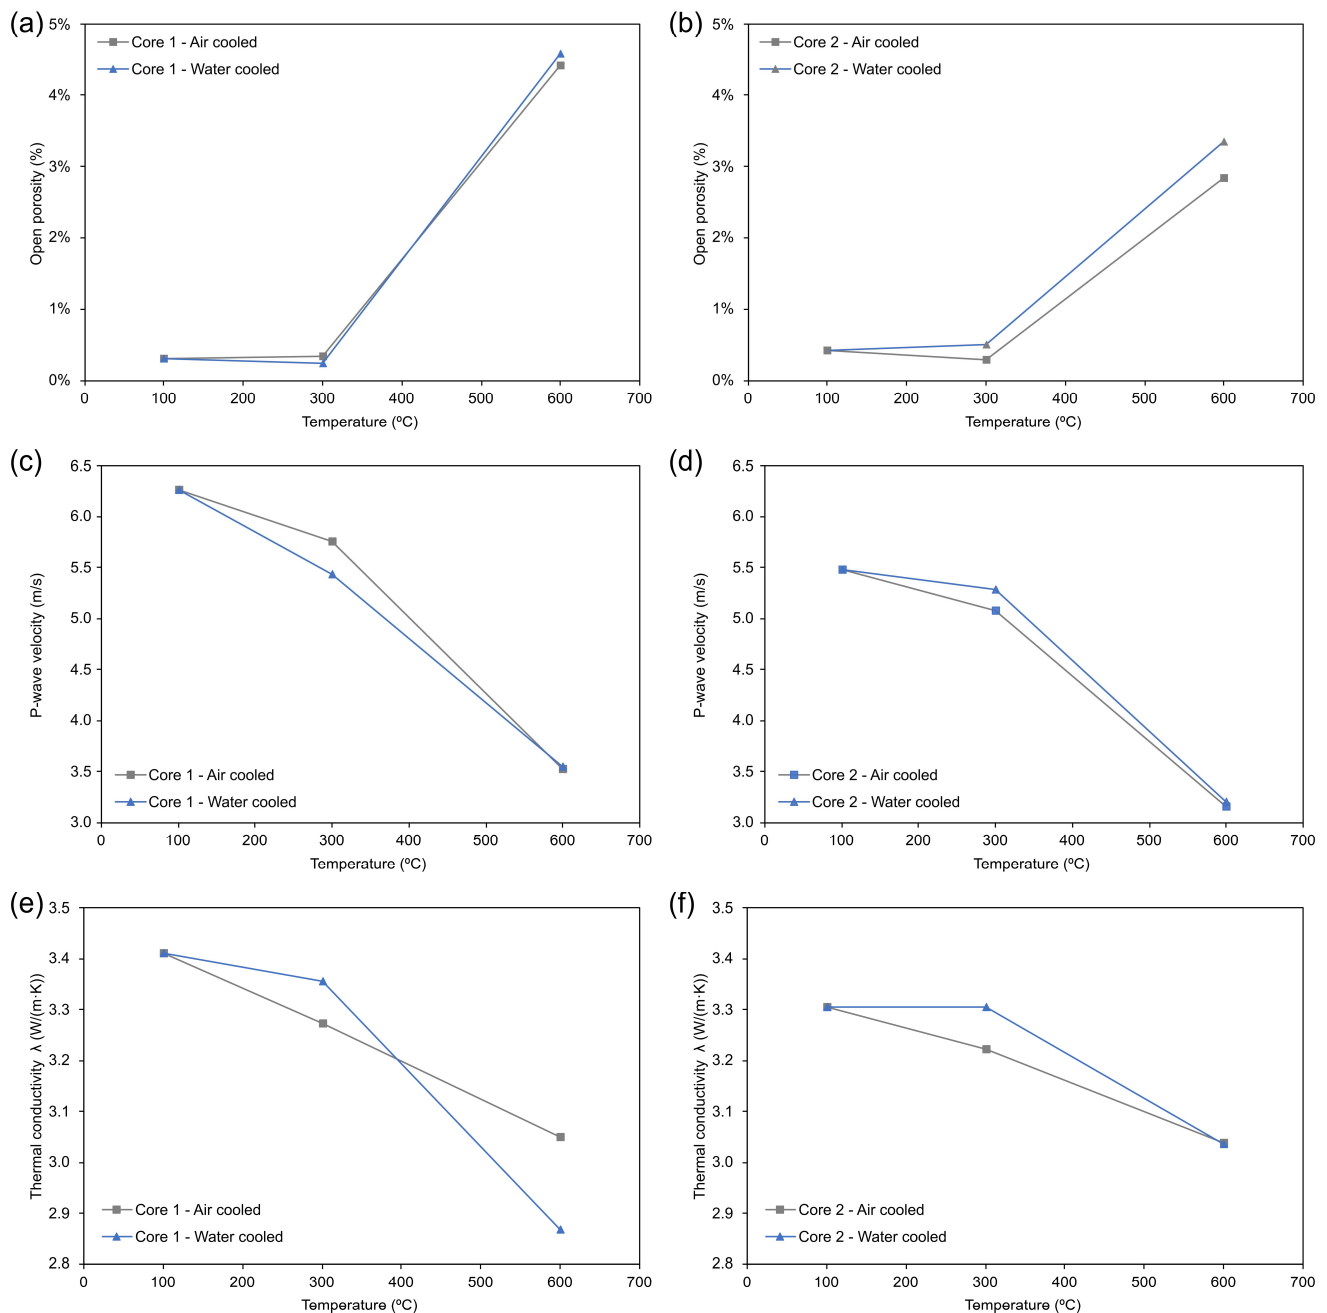 (a)
5%
4%
3%
2%
1%
0%
Open porosity (%)
Core 1 - Air cooled
Core 1 - Water cooled
0 100 200 300 400 500 600 700
Temperature (ºC)
(b)
5%
4%
3%
2%
1%
0%
Open porosity (%)
Core 2 - Air cooled
Core 2 - Water cooled
0 100 200 300 400 500 600 700
Temperature (ºC)
(c)
6.5
6.0
5.5
5.0
4.5
4.0
3.5
3.0
P-wave velocity (m/s)
Core 1 - Air cooled
Core 1 - Water cooled
0 100 200 300 400 500 600 700
Temperature (ºC)
(d)
6.5
6.0
5.5
5.0
4.5
4.0
3.5
3.0
P-wave velocity (m/s)
Core 2 - Air cooled
Core 2 - Water cooled
0 100 200 300 400 500 600 700
Temperature (ºC)
(e)
3.5
3.4
3.3
3.2
3.1
3.0
2.9
2.8
Thermal conductivity λ (W/(m·K))
Core 1 - Air cooled
Core 1 - Water cooled
0 100 200 300 400 500 600 700
Temperature (ºC)
(f)
3.5
3.4
3.3
3.2
3.1
3.0
2.9
2.8
Thermal conductivity λ (W/(m·K))
Core 2 - Air cooled
Core 2 - Water cooled
0 100 200 300 400 500 600 700
Temperature (ºC)